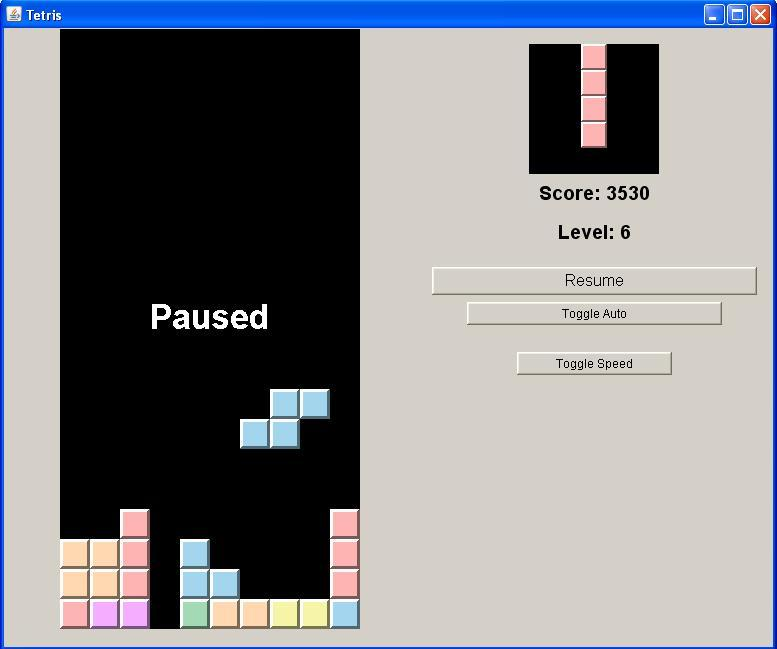 Tetris
Paused
Score: 3530
Level: 6
Resume
Toggle Auto
Toggle Speed